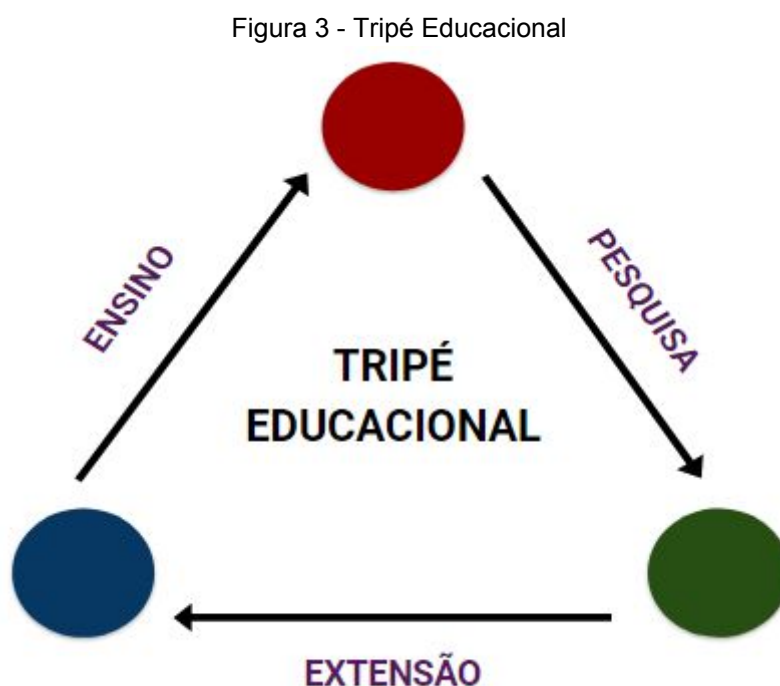 Figura 3 - Tripé Educacional
ENSINO
PESQUISA
TRIPÉ
EDUCACIONAL
EXTENSÃO